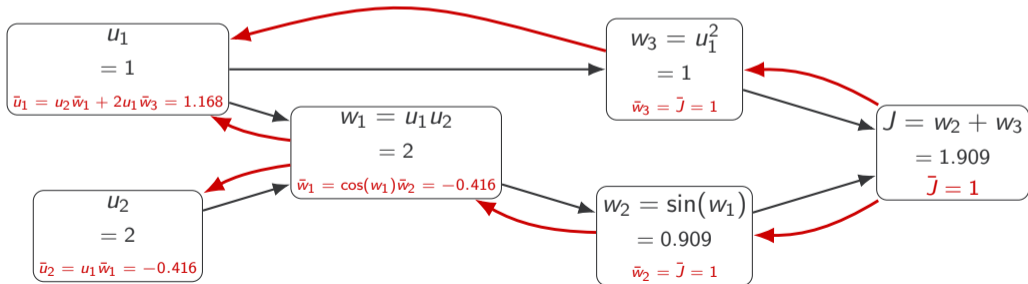 u₁
= 1
ū₁ = u₂w̄₁ + 2u₁w̄₃ = 1.168
u₂
= 2
ū₂ = u₁w̄₁ = −0.416
w₁ = u₁u₂
= 2
w̄₁ = cos(w₁)w̄₂ = −0.416
w₃ = u₁²
= 1
w̄₃ = J̄ = 1
w₂ = sin(w₁)
= 0.909
w̄₂ = J̄ = 1
J = w₂ + w₃
= 1.909
J̄ = 1